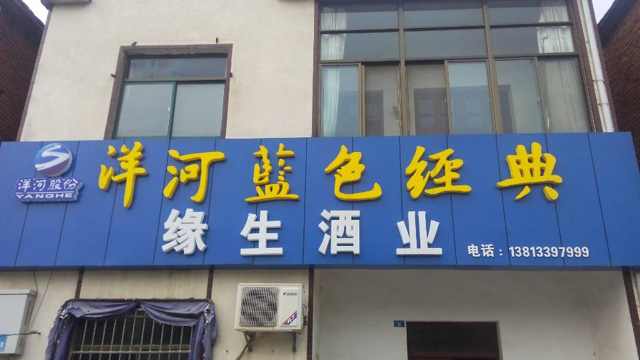 洋河蓝色经典
洋河股份
YANGHE
缘生酒业
电话：13813397999